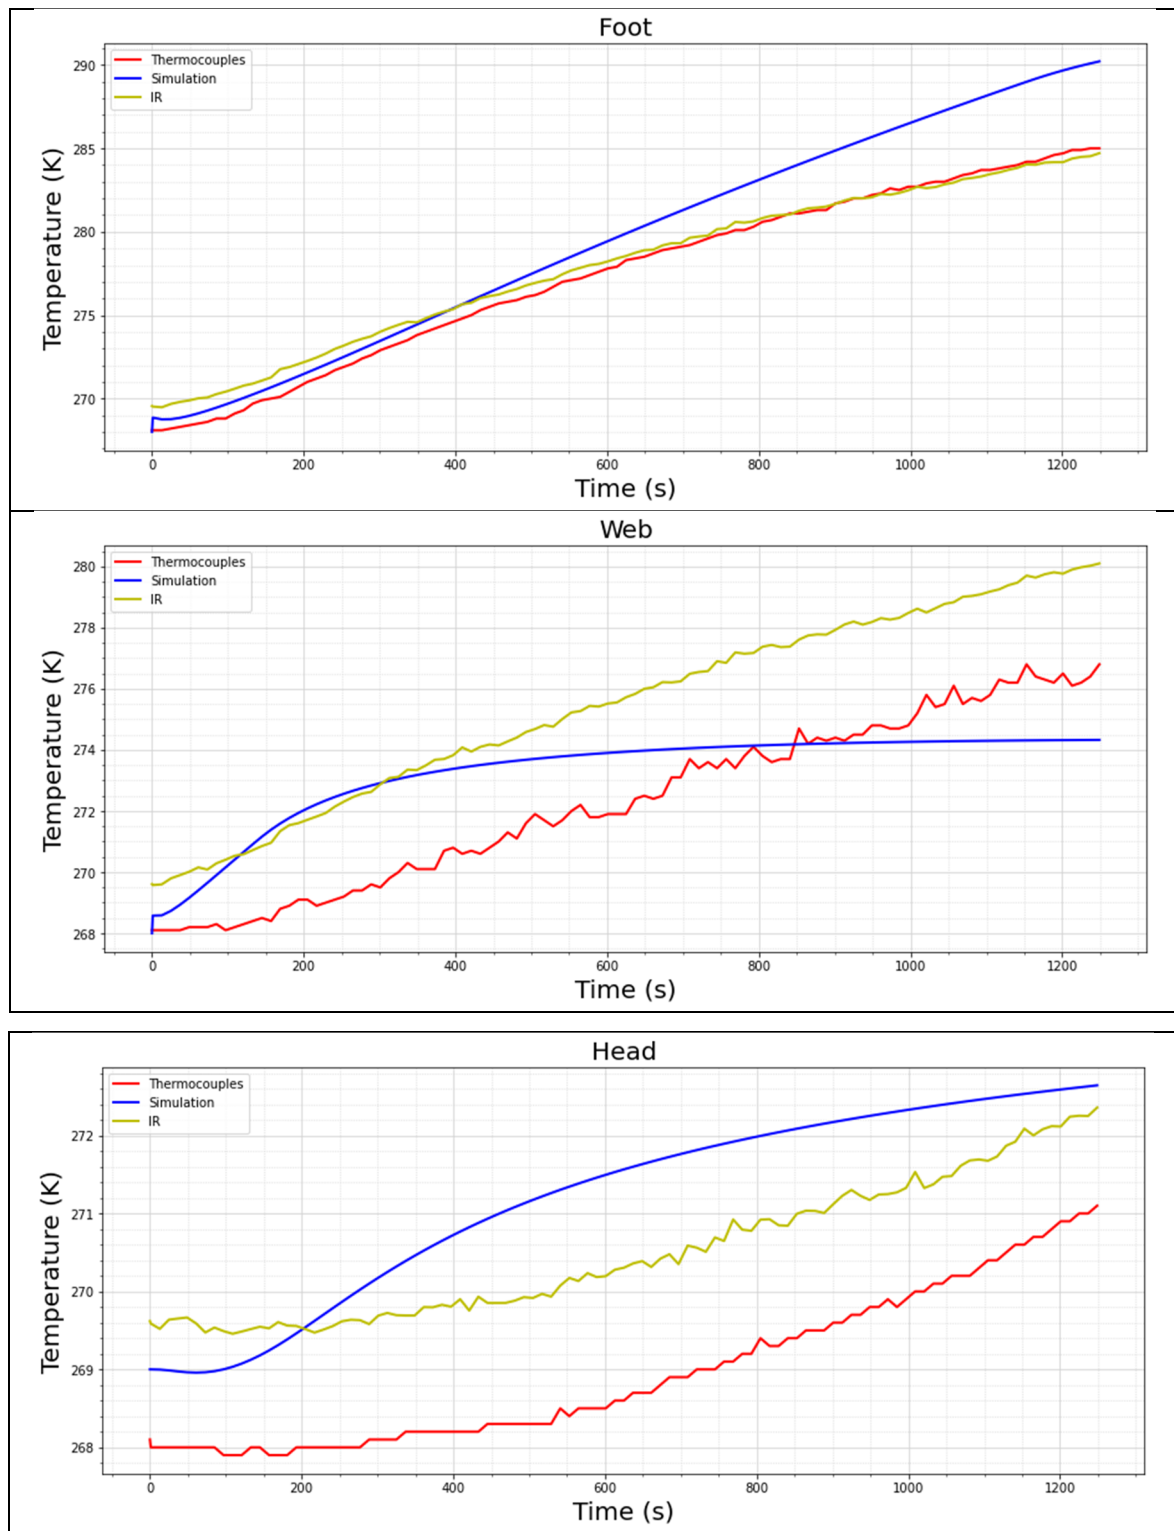 Foot
Thermocouples
Simulation
IR
Temperature (K)
290
285
280
275
270
0 200 400 600 800 1000 1200
Time (s)
Web
Thermocouples
Simulation
IR
Temperature (K)
280
278
276
274
272
270
268
0 200 400 600 800 1000 1200
Time (s)
Head
Thermocouples
Simulation
IR
Temperature (K)
272
271
270
269
268
0 200 400 600 800 1000 1200
Time (s)